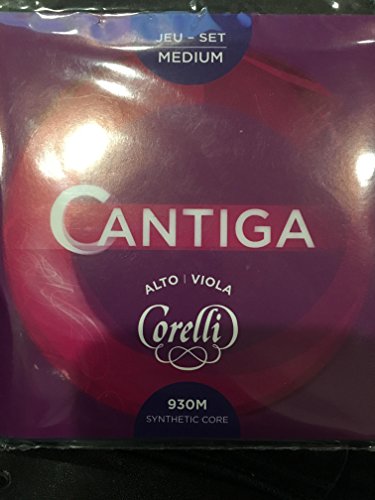 JEU – SET
MEDIUM
CANTIGA
ALTO | VIOLA
Corelli
930M
SYNTHETIC CORE